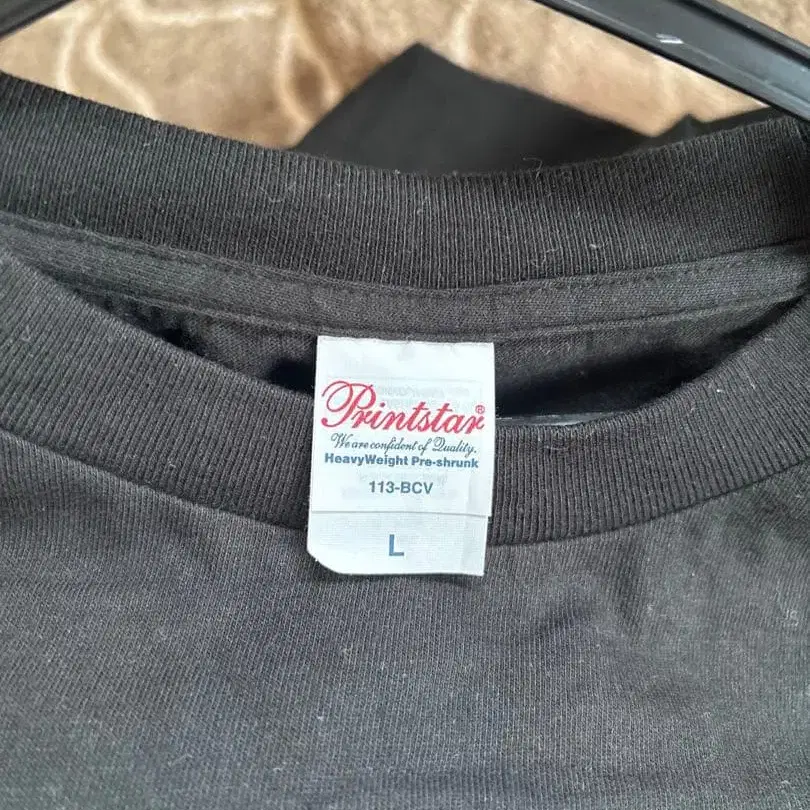 Printstar®
We are confident of Quality.
HeavyWeight Pre-shrunk
113-BCV
L